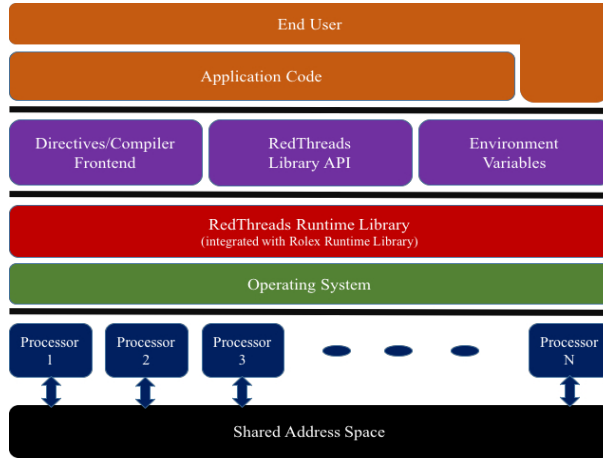 End User
Application Code
Directives/Compiler
Frontend
RedThreads
Library API
Environment
Variables
RedThreads Runtime Library
(integrated with Rolex Runtime Library)
Operating System
Processor
1
Processor
2
Processor
3
Processor
N
Shared Address Space